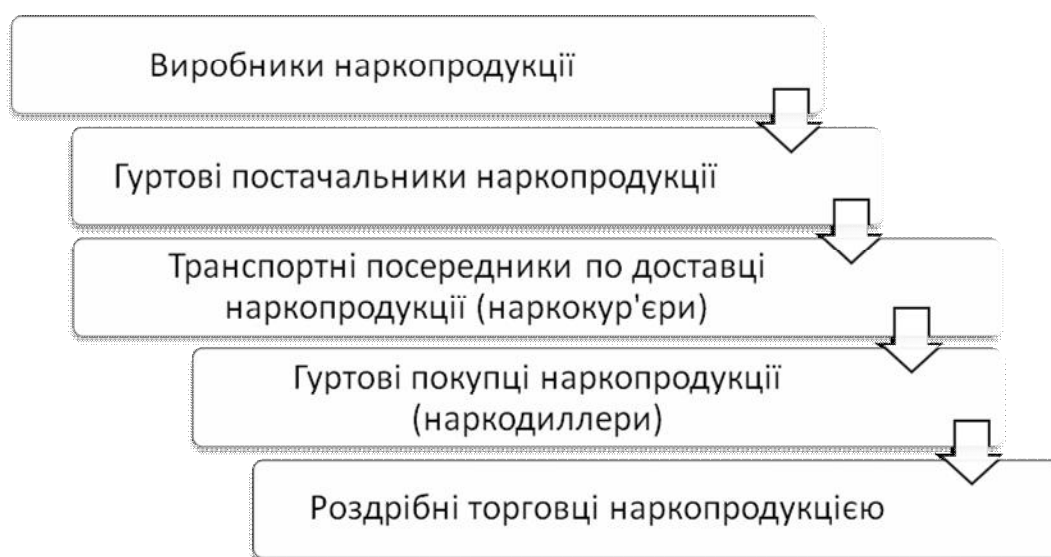 Виробники наркопродукції
Гуртові постачальники наркопродукції
Транспортні посередники по доставці
наркопродукції (наркокур'єри)
Гуртові покупці наркопродукції
(наркодиллери)
Роздрібні торговці наркопродукцією